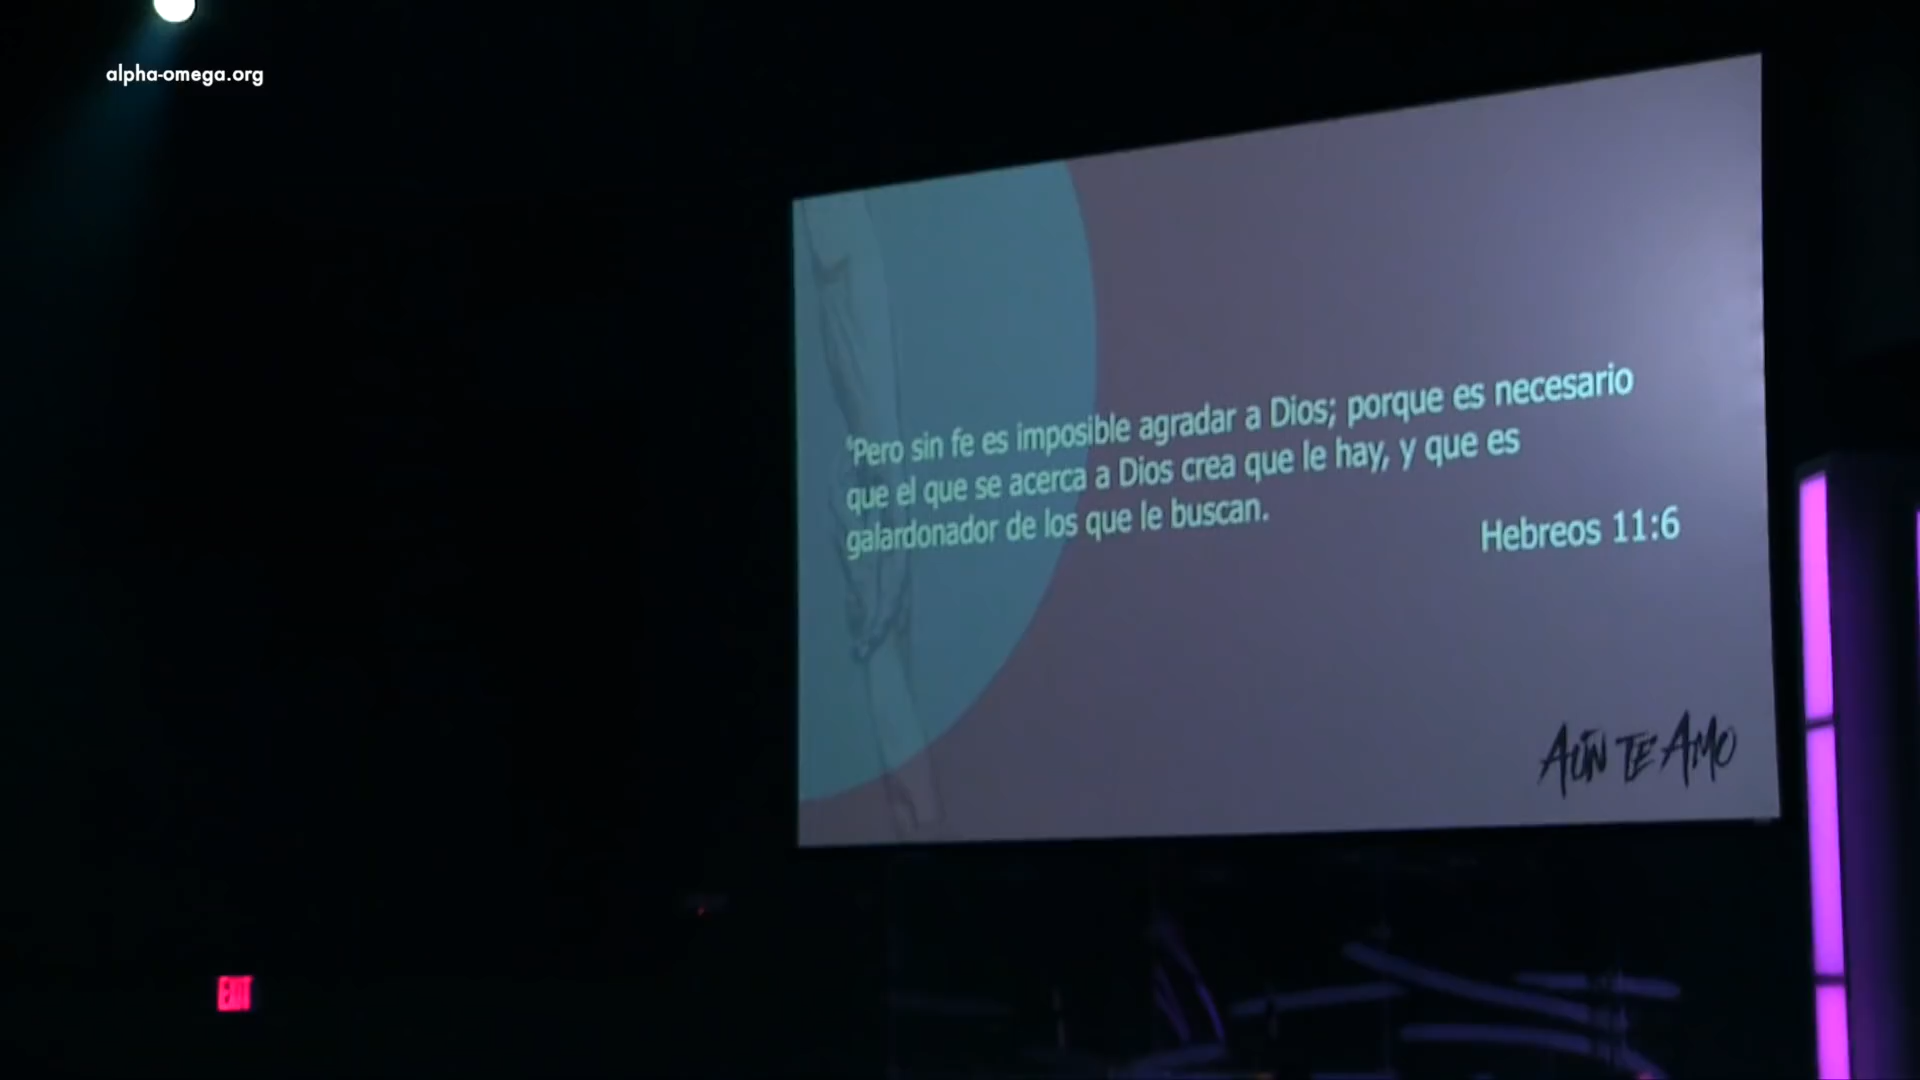 alpha-omega.org
⁶Pero sin fe es imposible agradar a Dios; porque es necesario
que el que se acerca a Dios crea que le hay, y que es
galardonador de los que le buscan.
Hebreos 11:6
AÚN TE AMO
EXIT